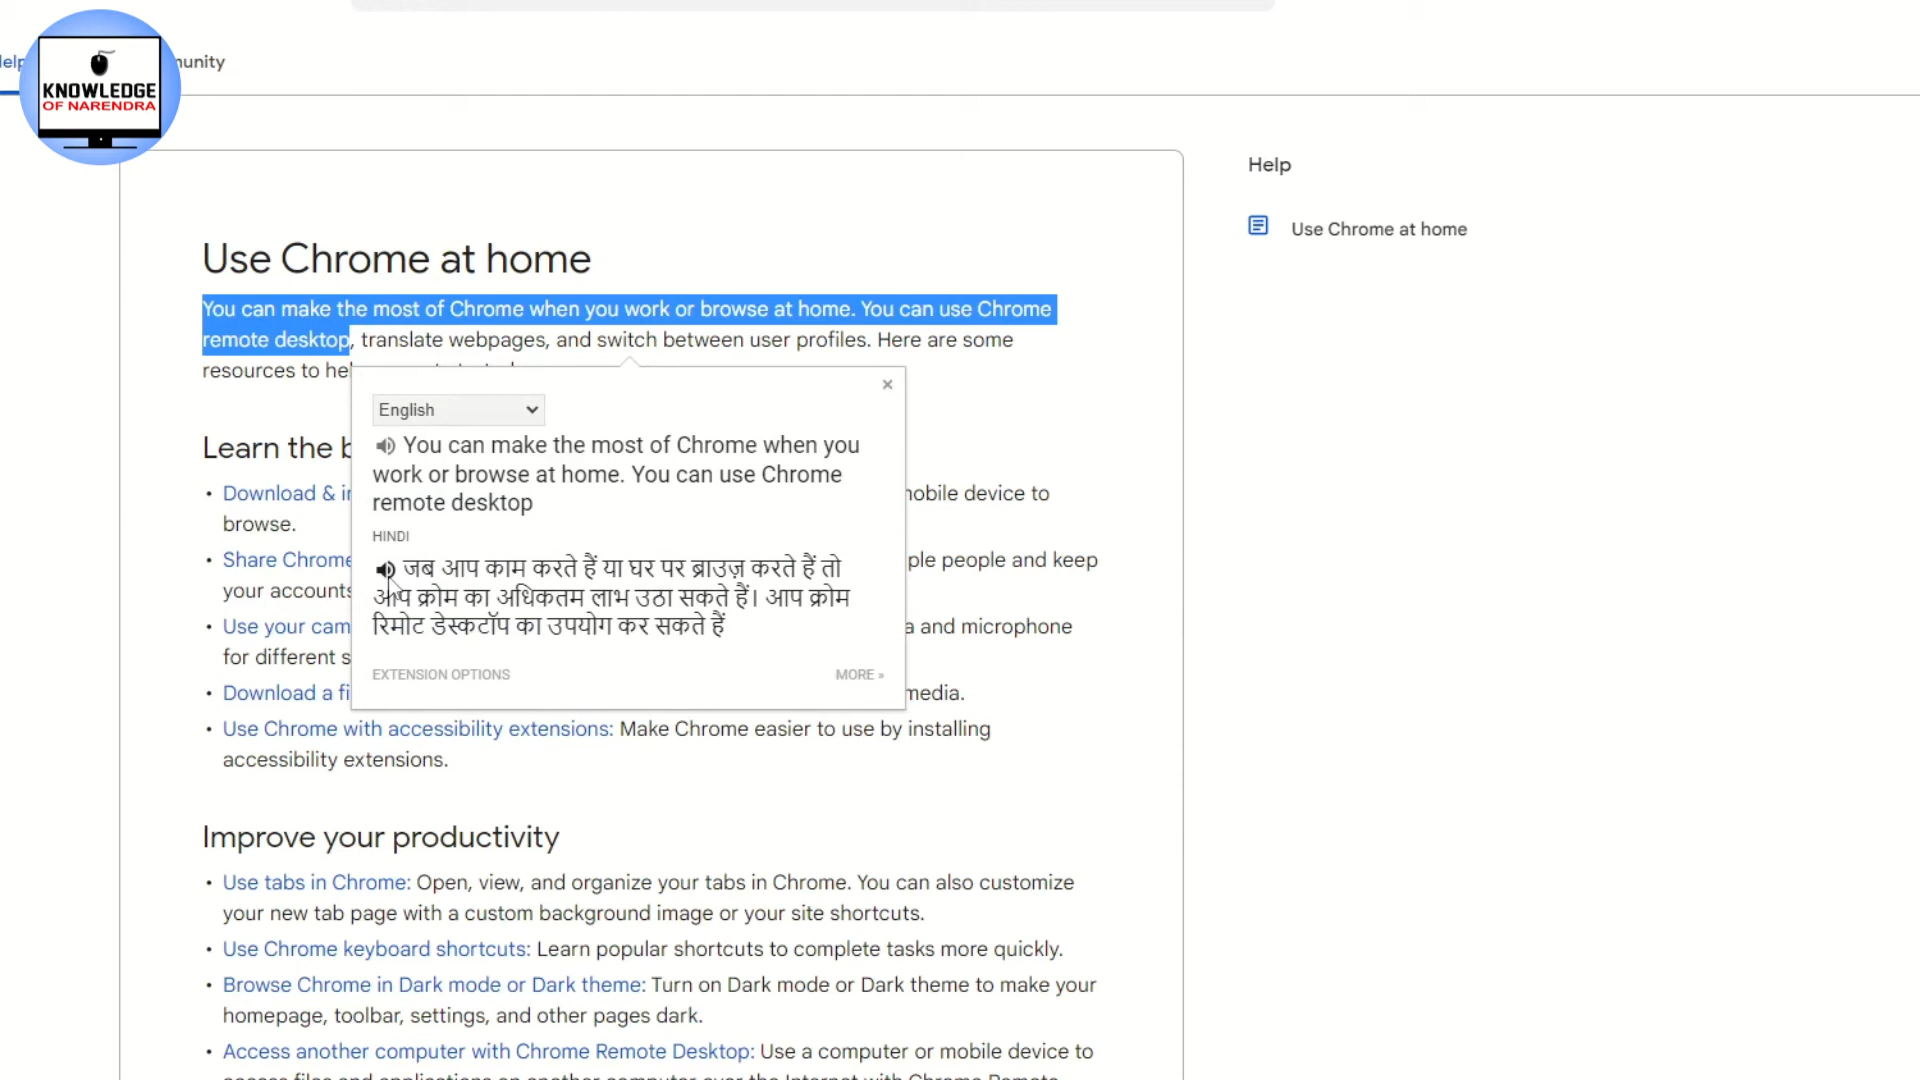 Help
KNOWLEDGE
OF NARENDRA
Help
Use Chrome at home
Use Chrome at home
You can make the most of Chrome when you work or browse at home. You can use Chrome
remote desktop, translate webpages, and switch between user profiles. Here are some
resources to
English
You can make the most of Chrome when you
work or browse at home. You can use Chrome
remote desktop
HINDI
जब आप काम करते हैं या घर पर ब्राउज़ करते हैं तो
आप क्रोम का अधिकतम लाभ उठा सकते हैं। आप क्रोम
रिमोट डेस्कटॉप का उपयोग कर सकते हैं
EXTENSION OPTIONS
MORE »
Learn the
• Download & device to
browse.
• Share Chrome people and keep
your accounts
• Use your and microphone
for different
• Download a media.
• Use Chrome with accessibility extensions: Make Chrome easier to use by installing
accessibility extensions.
Improve your productivity
• Use tabs in Chrome: Open, view, and organize your tabs in Chrome. You can also customize
your new tab page with a custom background image or your site shortcuts.
• Use Chrome keyboard shortcuts: Learn popular shortcuts to complete tasks more quickly.
• Browse Chrome in Dark mode or Dark theme: Turn on Dark mode or Dark theme to make your
homepage, toolbar, settings, and other pages dark.
• Access another computer with Chrome Remote Desktop: Use a computer or mobile device to